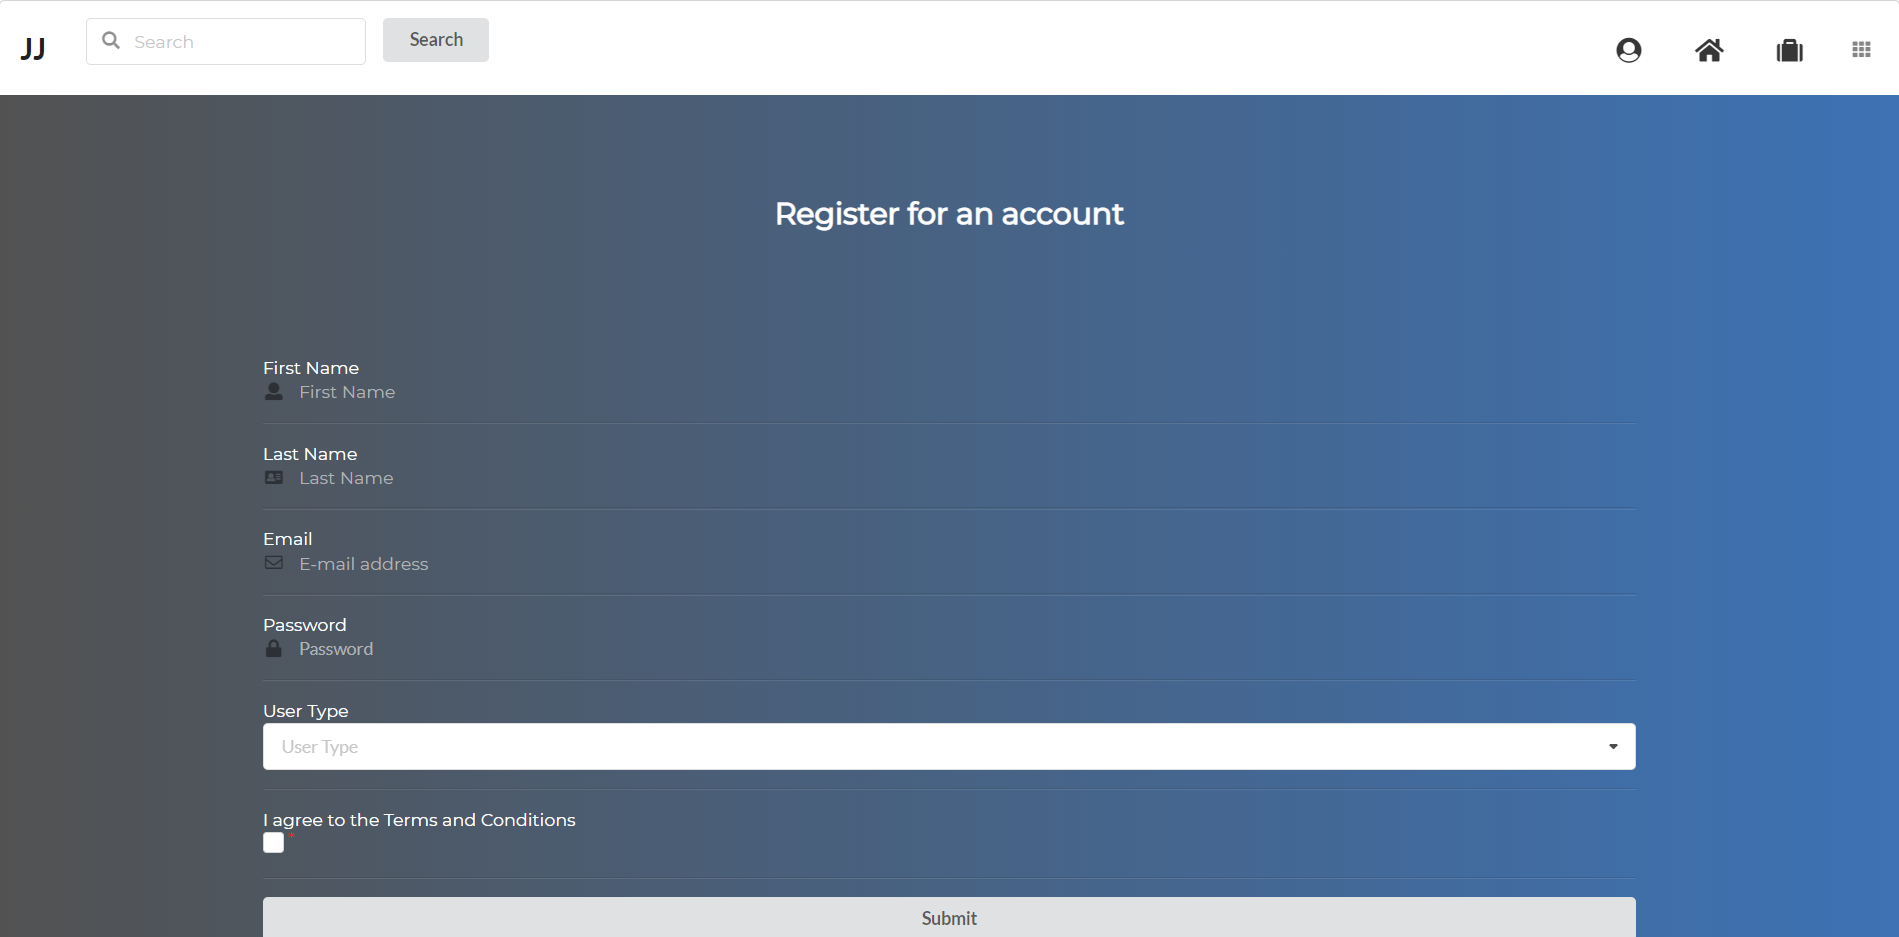 JJ
Search
Search
Register for an account
First Name
First Name
Last Name
Last Name
Email
E-mail address
Password
Password
User Type
User Type
I agree to the Terms and Conditions
*
Submit